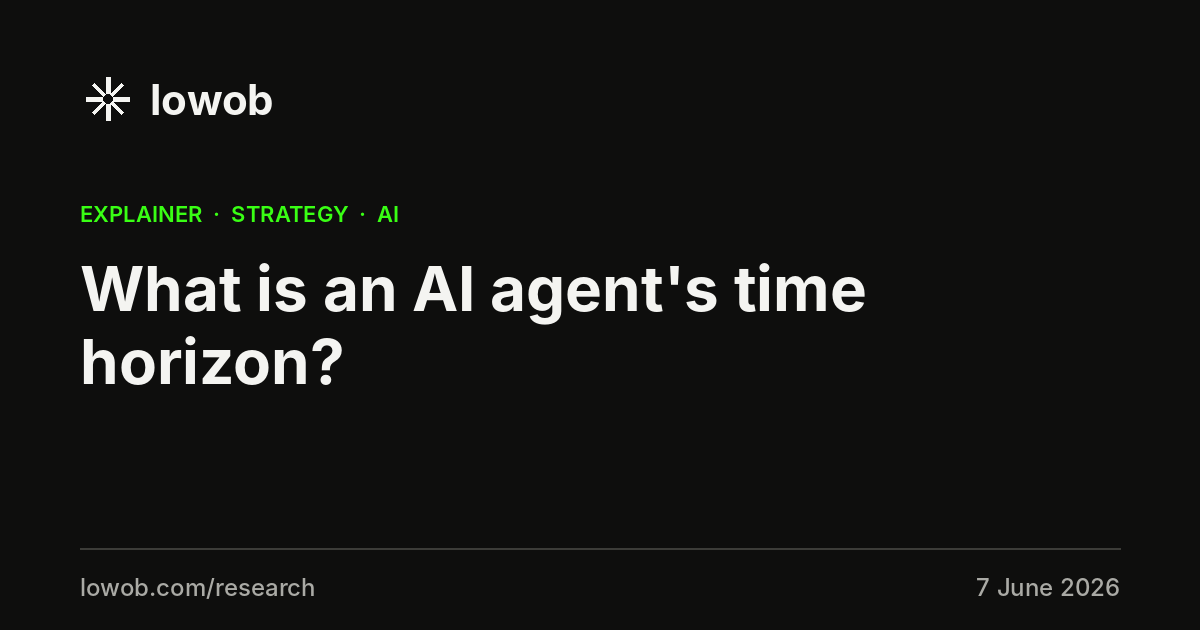 lowob
EXPLAINER · STRATEGY · AI
What is an AI agent's time
horizon?
lowob.com/research
7 June 2026